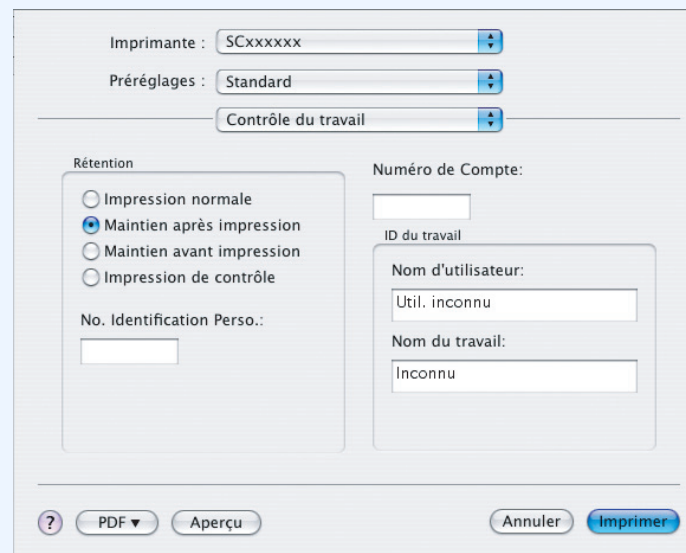 Imprimante : SCxxxxxx
Préréglages : Standard
Contrôle du travail
Rétention
Impression normale
Maintien après impression
Maintien avant impression
Impression de contrôle
No. Identification Perso.:
Numéro de Compte:
ID du travail
Nom d'utilisateur:
Util. inconnu
Nom du travail:
Inconnu
? PDF ▼ Aperçu Annuler Imprimer